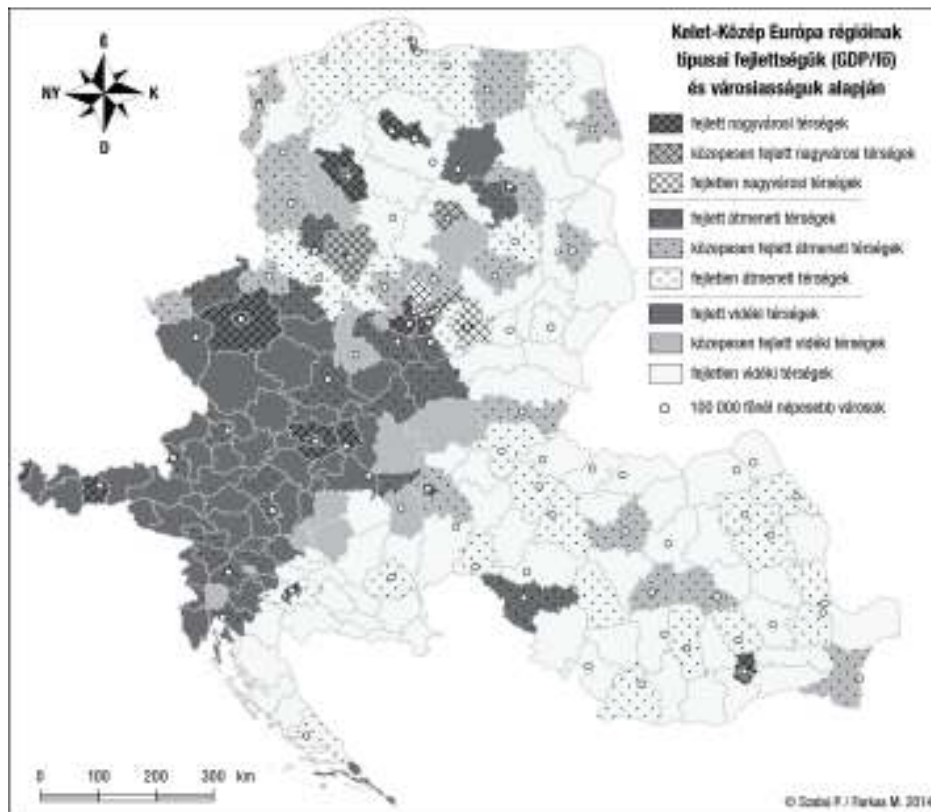 É
NY K
D
Kelet-Közép Európa régióinak
típusai fejlettségük (GDP/fő)
és városiasságuk alapján
fejlett nagyvárosi térségek
közepesen fejlett nagyvárosi térségek
fejletlen nagyvárosi térségek
fejlett átmeneti térségek
közepesen fejlett átmeneti térségek
fejletlen átmeneti térségek
fejlett vidéki térségek
közepesen fejlett vidéki térségek
fejletlen vidéki térségek
100 000 főnél népesebb városok
0 100 200 300 km
© Szabó P. / Farkas M. 2014